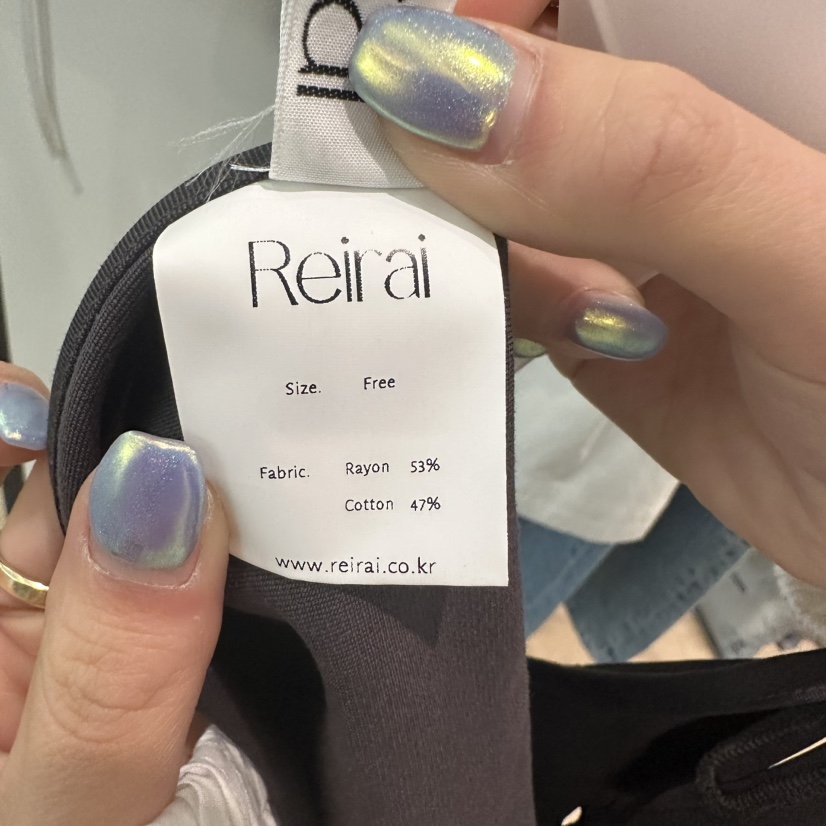 Reirai
Size. Free
Fabric. Rayon 53%
Cotton 47%
www.reirai.co.kr